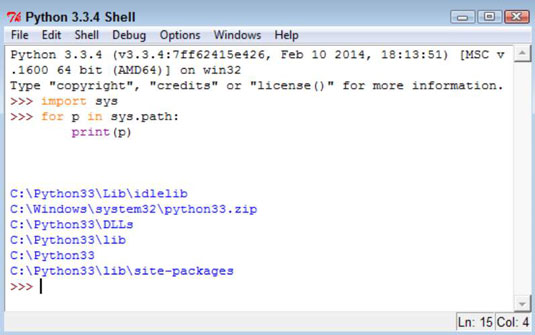 Python 3.3.4 Shell
File Edit Shell Debug Options Windows Help
Python 3.3.4 (v3.3.4:7ff62415e426, Feb 10 2014, 18:13:51) [MSC v
.1600 64 bit (AMD64)] on win32
Type "copyright", "credits" or "license()" for more information.
>>> import sys
>>> for p in sys.path:
        print(p)
C:\Python33\Lib\idlelib
C:\Windows\system32\python33.zip
C:\Python33\DLLs
C:\Python33\lib
C:\Python33
C:\Python33\lib\site-packages
>>>
Ln: 15 Col: 4